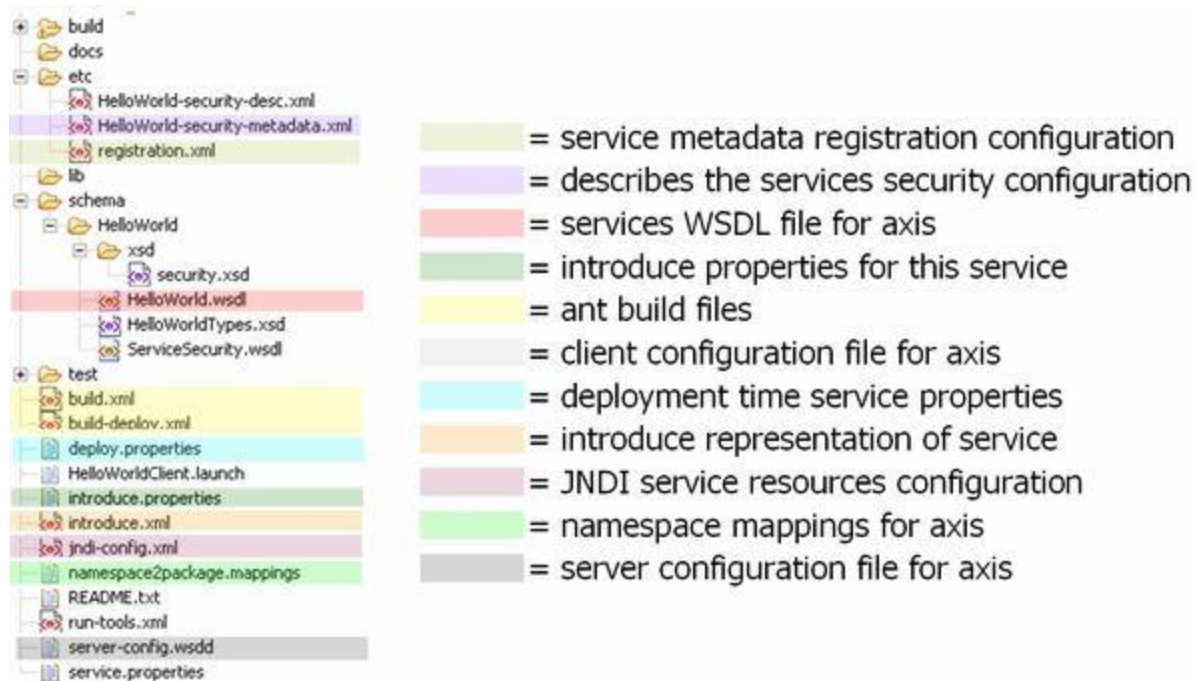 build
docs
etc
HelloWorld-security-desc.xml
HelloWorld-security-metadata.xml
registration.xml
lib
schema
HelloWorld
xsd
security.xsd
HelloWorld.wsdl
HelloWorldTypes.xsd
ServiceSecurity.wsdl
test
build.xml
build-deploy.xml
deploy.properties
HelloWorldClient.launch
introduce.properties
introduce.xml
jndi-config.xml
namespace2package.mappings
README.txt
run-tools.xml
server-config.wsdd
service.properties
= service metadata registration configuration
= describes the services security configuration
= services WSDL file for axis
= introduce properties for this service
= ant build files
= client configuration file for axis
= deployment time service properties
= introduce representation of service
= JNDI service resources configuration
= namespace mappings for axis
= server configuration file for axis